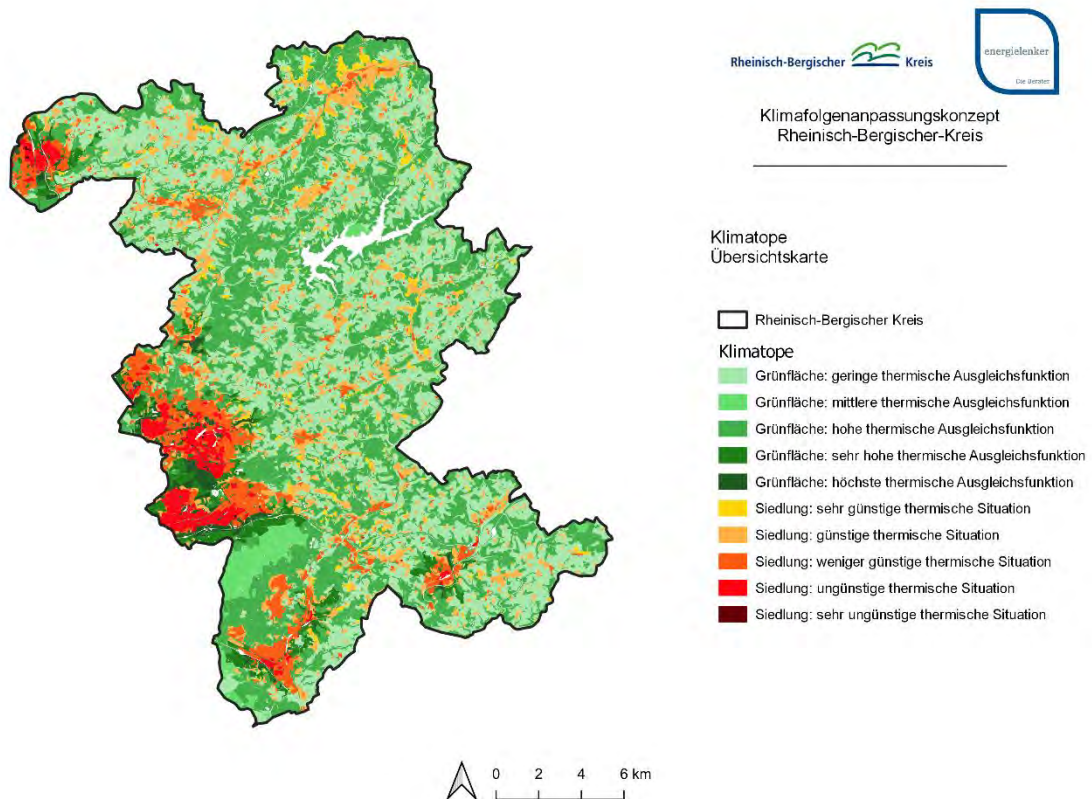 Rheinisch-Bergischer Kreis
energielenker
Die Berater
Klimafolgenanpassungskonzept
Rheinisch-Bergischer-Kreis
Klimatope
Übersichtskarte
Rheinisch-Bergischer Kreis
Klimatope
Grünfläche: geringe thermische Ausgleichsfunktion
Grünfläche: mittlere thermische Ausgleichsfunktion
Grünfläche: hohe thermische Ausgleichsfunktion
Grünfläche: sehr hohe thermische Ausgleichsfunktion
Grünfläche: höchste thermische Ausgleichsfunktion
Siedlung: sehr günstige thermische Situation
Siedlung: günstige thermische Situation
Siedlung: weniger günstige thermische Situation
Siedlung: ungünstige thermische Situation
Siedlung: sehr ungünstige thermische Situation
0 2 4 6 km